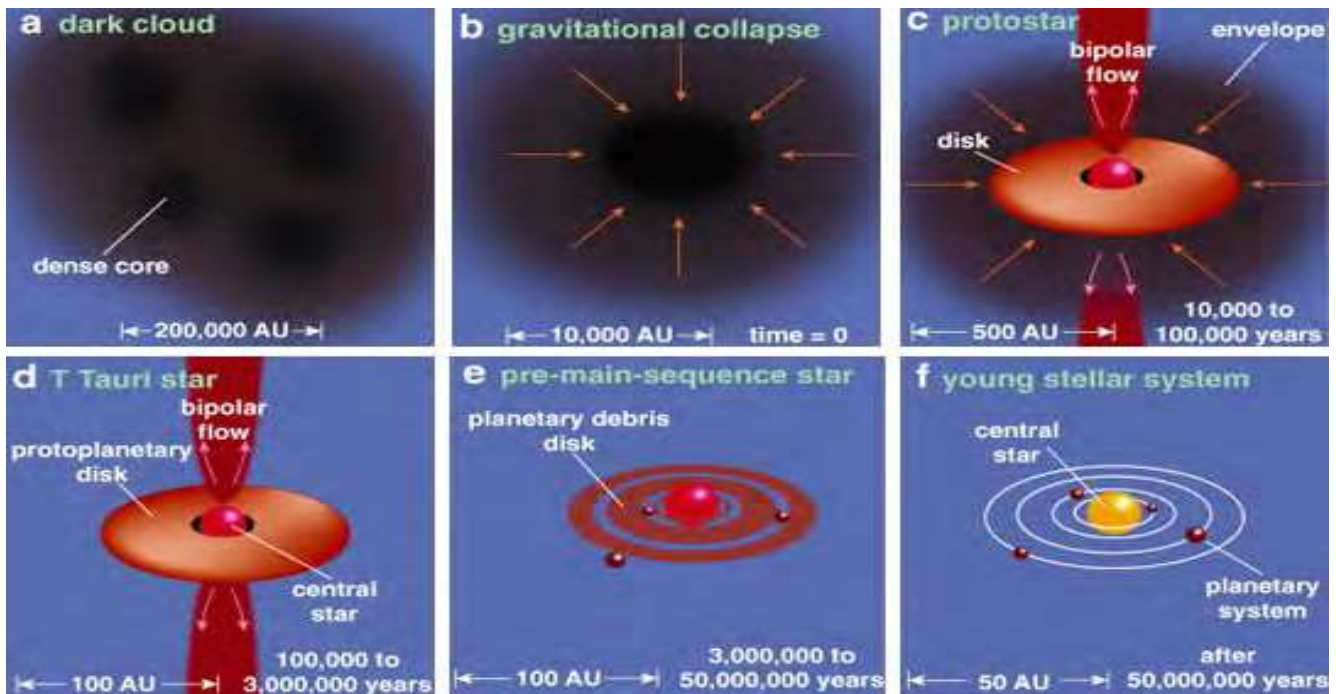 a dark cloud
dense core
200,000 AU
b gravitational collapse
10,000 AU
time = 0
c protostar
envelope
bipolar
flow
disk
500 AU
10,000 to
100,000 years
d T Tauri star
bipolar
flow
protoplanetary
disk
central
star
100 AU
100,000 to
3,000,000 years
e pre-main-sequence star
planetary debris
disk
100 AU
3,000,000 to
50,000,000 years
f young stellar system
central
star
planetary
system
50 AU
after
50,000,000 years